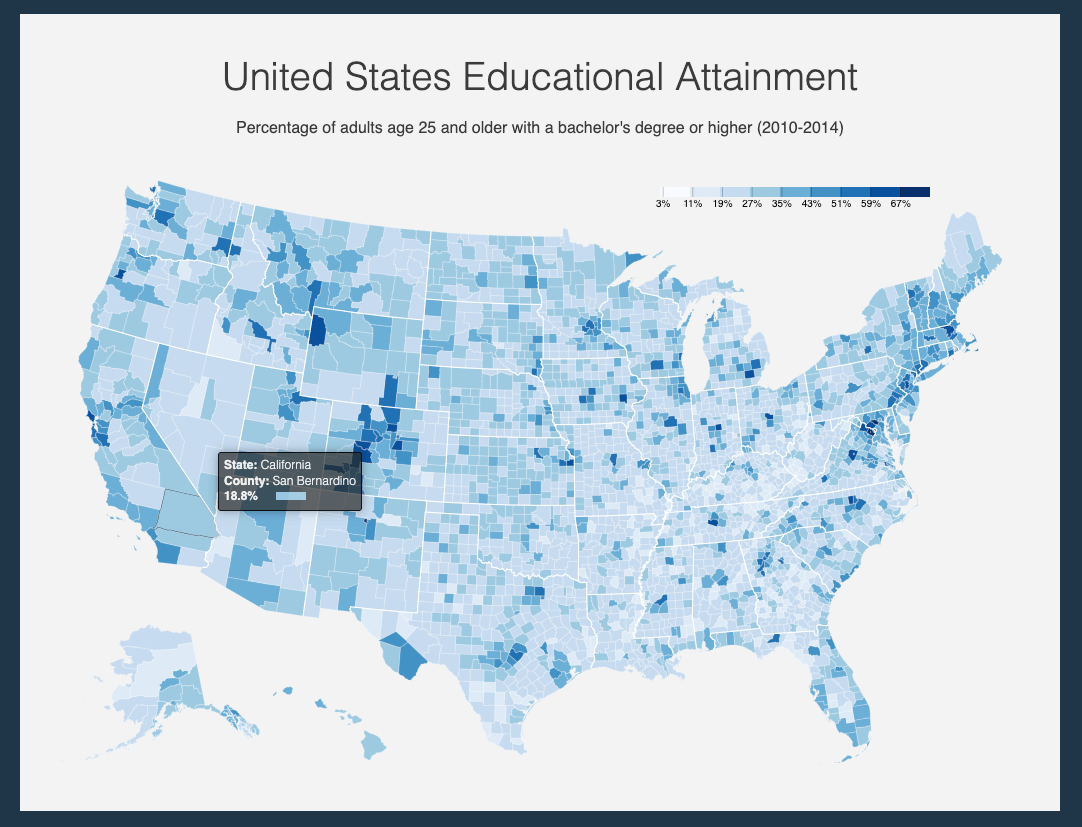 United States Educational Attainment
Percentage of adults age 25 and older with a bachelor's degree or higher (2010-2014)
3% 11% 19% 27% 35% 43% 51% 59% 67%
State: California
County: San Bernardino
18.8%